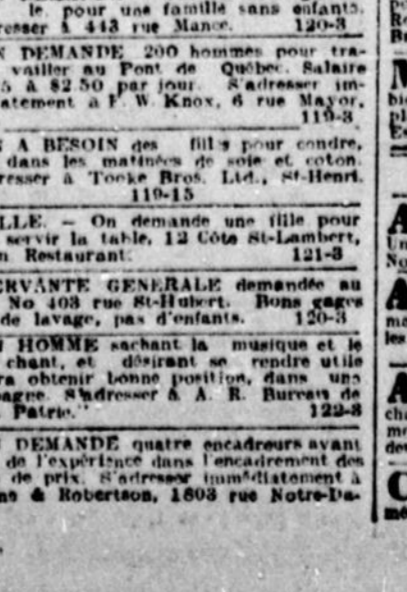 le pour une famille sans enfants.
resser à 443 rue Mance. 120-3
DEMANDE 200 hommes pour tra-
vailler au Pont de Québec. Salaire
5 à $2.50 par jour. S'adresser im-
atement à F. W. Knox, 6 rue Mayor,
119-3
A BESOIN des filles pour coudre,
dans les matinées de soie et coton.
resser à Tooke Bros. Ltd., St-Henri.
119-15
LLE. — On demande une fille pour
servir la table, 12 Côte St-Lambert,
n Restaurant. 121-3
ERVANTE GENERALE demandée au
No 403 rue St-Hubert. Bons gages
de lavage, pas d'enfants. 120-3
HOMME sachant la musique et le
chant, et désirant se rendre utile
ra obtenir bonne position, dans une
pagne. S'adresser à A. R. Bureau de
Patrie." 122-3
DEMANDE quatre encadreurs ayant
de l'expérience dans l'encadrement des
de prix. S'adresser immédiatement à
& Robertson, 1803 rue Notre-Da-